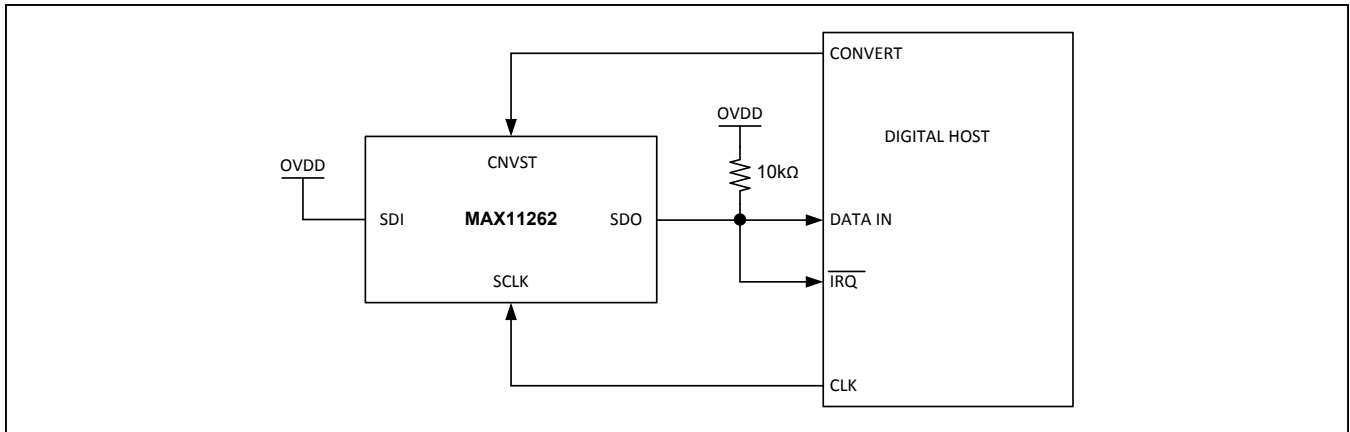 CONVERT
OVDD
DIGITAL HOST
CNVST
OVDD
10kΩ
SDI
MAX11262
SDO
DATA IN
IRQ
SCLK
CLK